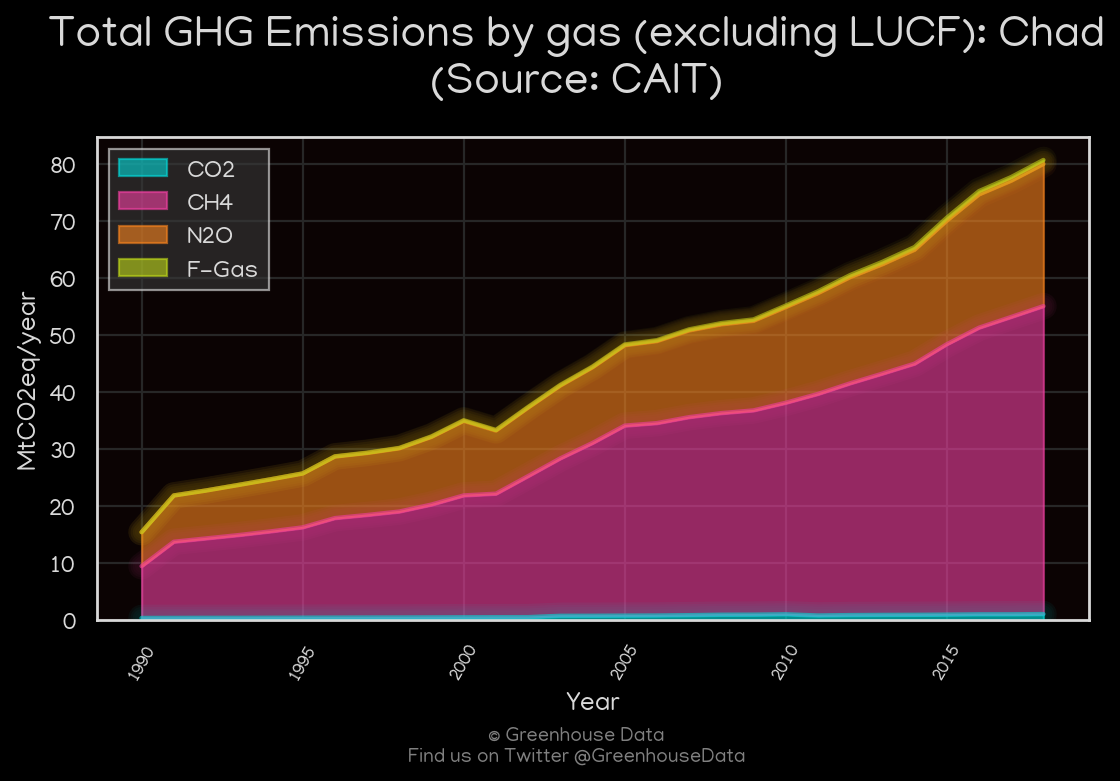 Total GHG Emissions by gas (excluding LUCF): Chad
(Source: CAIT)
CO2
CH4
N2O
F-Gas
MtCO2eq/year
80
70
60
50
40
30
20
10
0
1990
1995
2000
2005
2010
2015
Year
© Greenhouse Data
Find us on Twitter @GreenhouseData